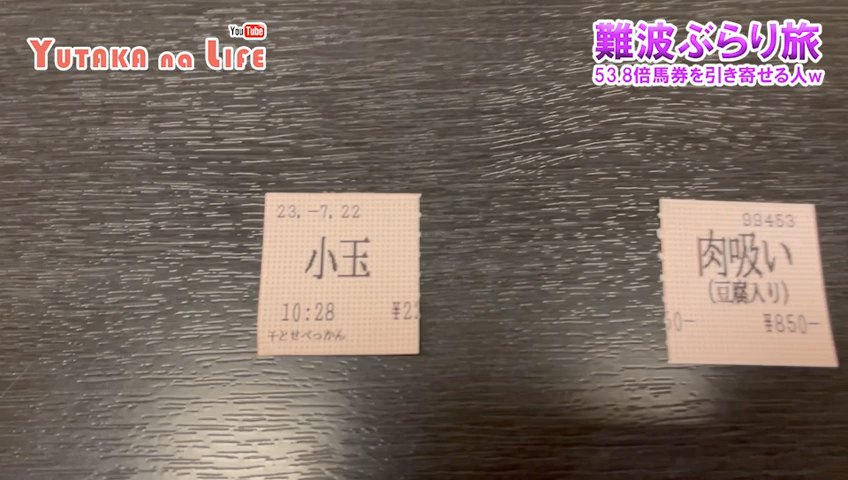 YouTube
YUTAKA na LIFE
難波ぶらり旅
53.8倍馬券を引き寄せる人w
23.-7.22
小玉
10:28 ¥22
千とせべっかん
99453
肉吸い
(豆腐入り)
50- ¥850-